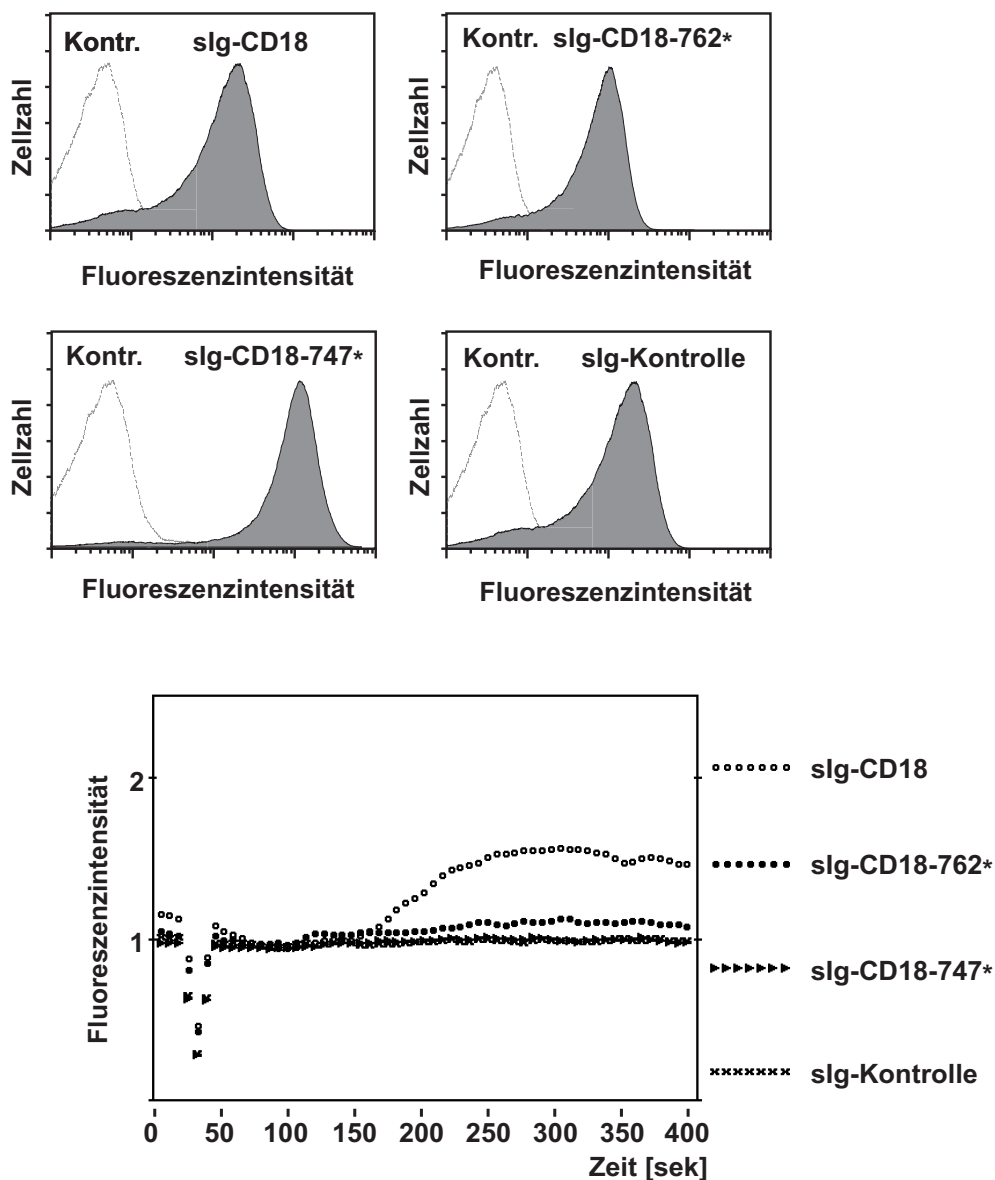 Kontr. sIg-CD18
Zellzahl
Fluoreszenzintensität
Kontr. sIg-CD18-762*
Zellzahl
Fluoreszenzintensität
Kontr. sIg-CD18-747*
Zellzahl
Fluoreszenzintensität
Kontr. sIg-Kontrolle
Zellzahl
Fluoreszenzintensität
Fluoreszenzintensität
2
1
0 50 100 150 200 250 300 350 400
Zeit [sek]
sIg-CD18
sIg-CD18-762*
sIg-CD18-747*
sIg-Kontrolle